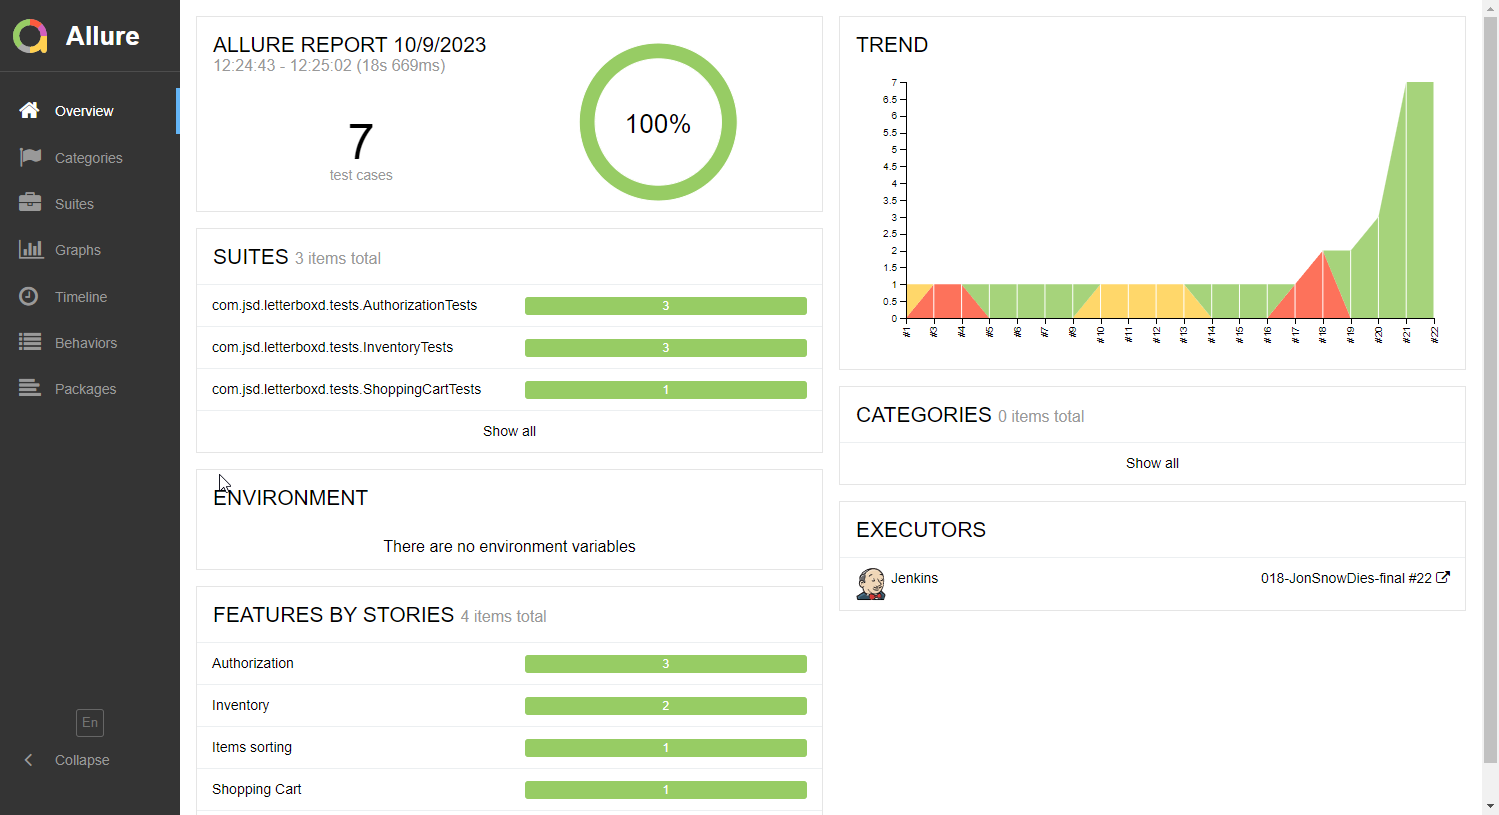 Allure
Overview
Categories
Suites
Graphs
Timeline
Behaviors
Packages
En
Collapse
ALLURE REPORT 10/9/2023
12:24:43 - 12:25:02 (18s 669ms)
7
test cases
100%
SUITES 3 items total
com.jsd.letterboxd.tests.AuthorizationTests 3
com.jsd.letterboxd.tests.InventoryTests 3
com.jsd.letterboxd.tests.ShoppingCartTests 1
Show all
ENVIRONMENT
There are no environment variables
FEATURES BY STORIES 4 items total
Authorization 3
Inventory 2
Items sorting 1
Shopping Cart 1
TREND
7
6.5
6
5.5
5
4.5
4
3.5
3
2.5
2
1.5
1
0.5
0
#1 #3 #4 #5 #6 #7 #9 #10 #11 #12 #13 #14 #15 #16 #17 #18 #19 #20 #21 #22
CATEGORIES 0 items total
Show all
EXECUTORS
Jenkins 018-JonSnowDies-final #22